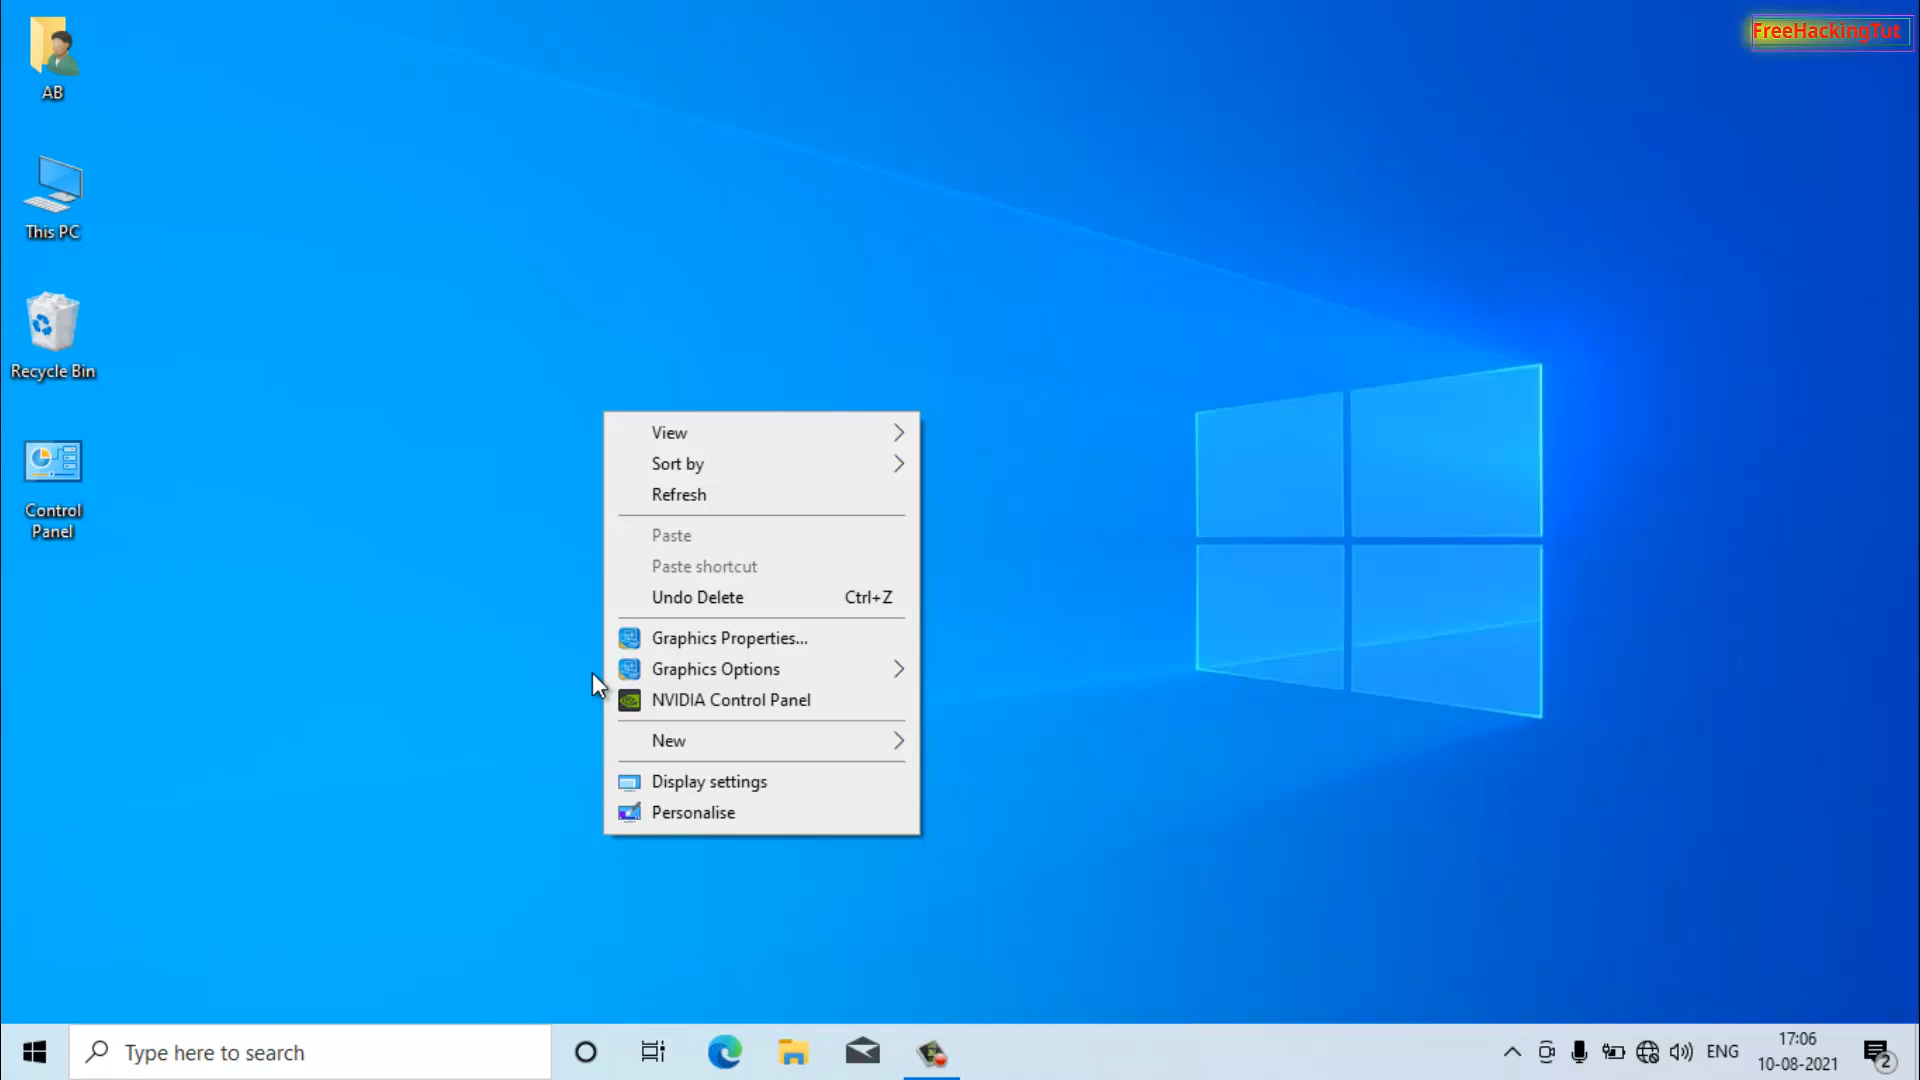 FreeHackingTut
AB
This PC
Recycle Bin
Control
Panel
View
Sort by
Refresh
Paste
Paste shortcut
Undo Delete Ctrl+Z
Graphics Properties...
Graphics Options
NVIDIA Control Panel
New
Display settings
Personalise
Type here to search
ENG
17:06
10-08-2021
2